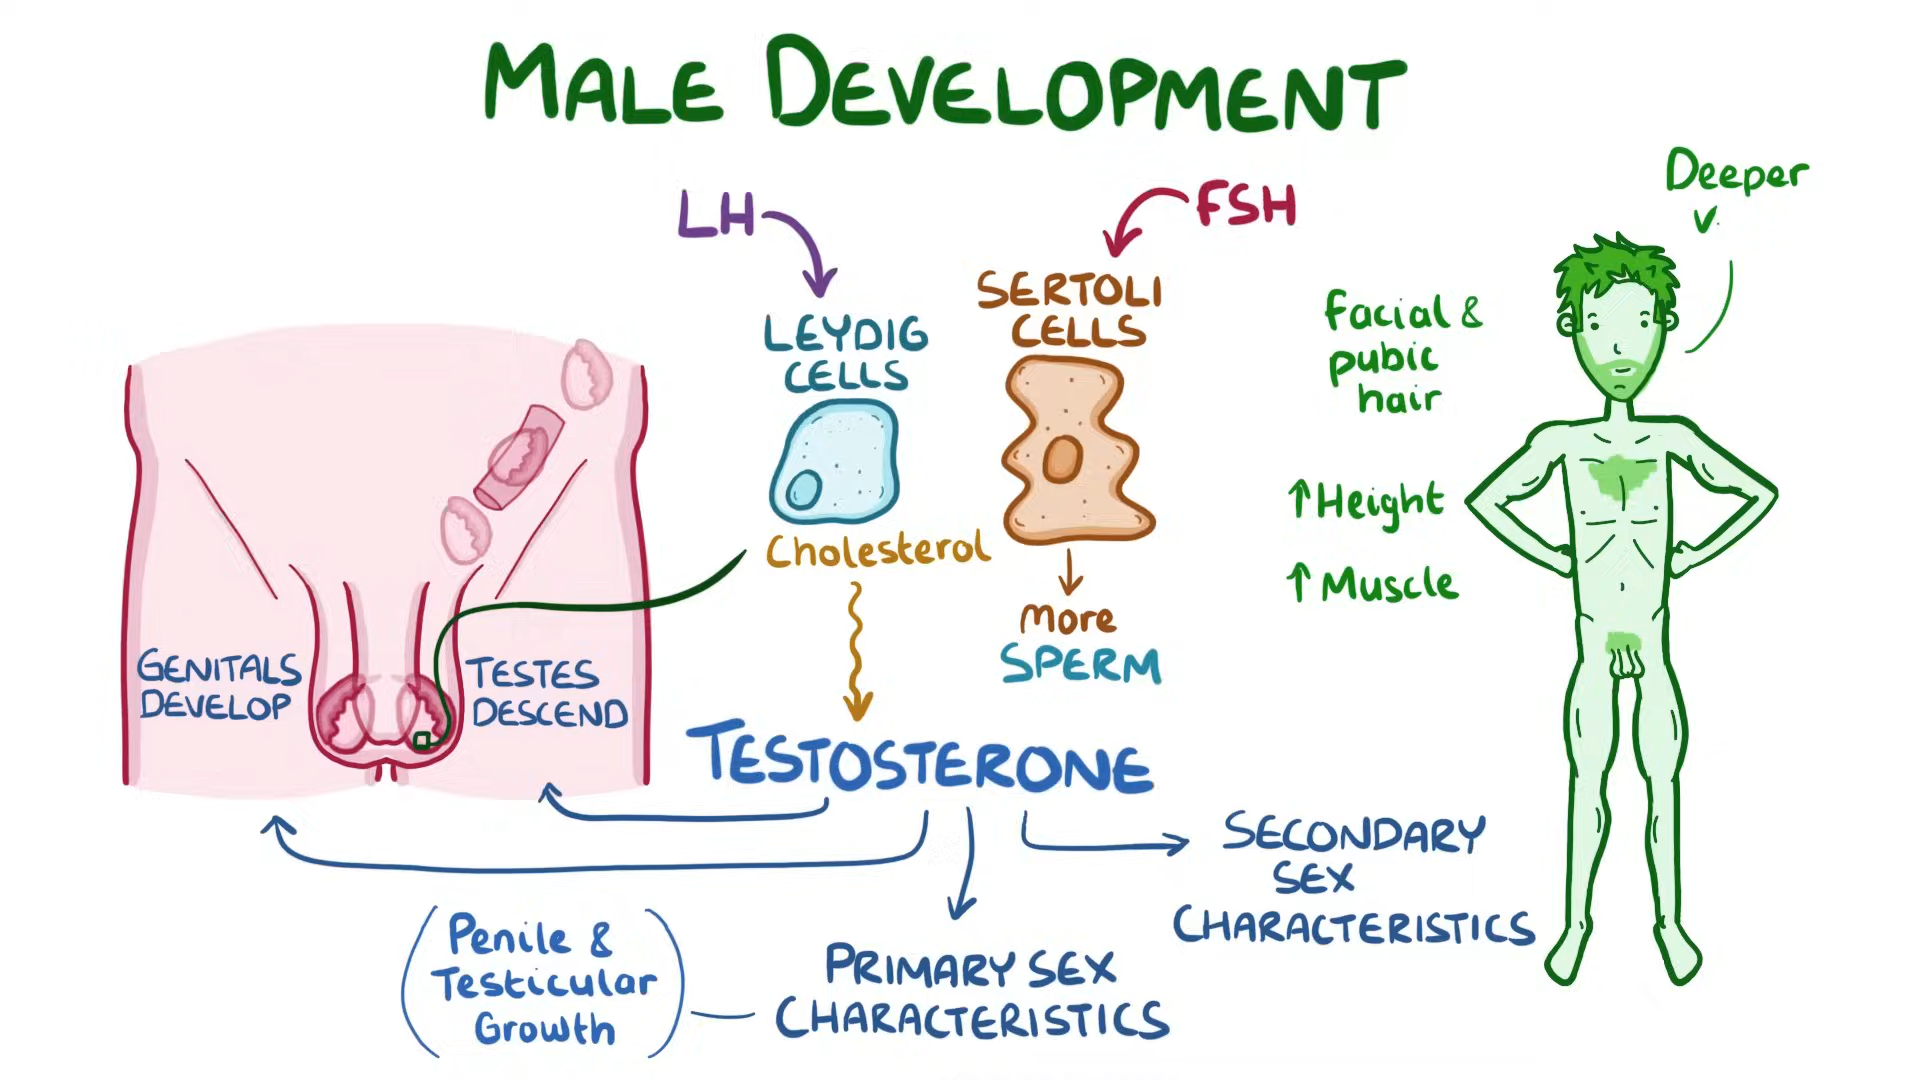 MALE DEVELOPMENT
LH
FSH
LEYDIG
CELLS
SERTOLI
CELLS
Cholesterol
More
SPERM
TESTOSTERONE
GENITALS
DEVELOP
TESTES
DESCEND
Penile &
Testicular
Growth
PRIMARY SEX
CHARACTERISTICS
SECONDARY
SEX
CHARACTERISTICS
Deeper
v
Facial &
pubic
hair
↑Height
↑Muscle